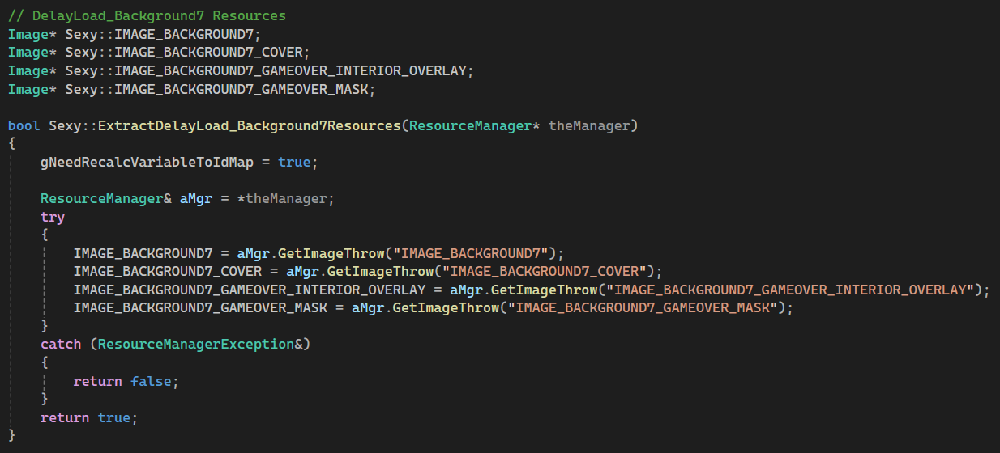 // DelayLoad_Background7 Resources
Image* Sexy::IMAGE_BACKGROUND7;
Image* Sexy::IMAGE_BACKGROUND7_COVER;
Image* Sexy::IMAGE_BACKGROUND7_GAMEOVER_INTERIOR_OVERLAY;
Image* Sexy::IMAGE_BACKGROUND7_GAMEOVER_MASK;

bool Sexy::ExtractDelayLoad_Background7Resources(ResourceManager* theManager)
{
    gNeedRecalcVariableToIdMap = true;

    ResourceManager& aMgr = *theManager;
    try
    {
        IMAGE_BACKGROUND7 = aMgr.GetImageThrow("IMAGE_BACKGROUND7");
        IMAGE_BACKGROUND7_COVER = aMgr.GetImageThrow("IMAGE_BACKGROUND7_COVER");
        IMAGE_BACKGROUND7_GAMEOVER_INTERIOR_OVERLAY = aMgr.GetImageThrow("IMAGE_BACKGROUND7_GAMEOVER_INTERIOR_OVERLAY");
        IMAGE_BACKGROUND7_GAMEOVER_MASK = aMgr.GetImageThrow("IMAGE_BACKGROUND7_GAMEOVER_MASK");
    }
    catch (ResourceManagerException&)
    {
        return false;
    }
    return true;
}